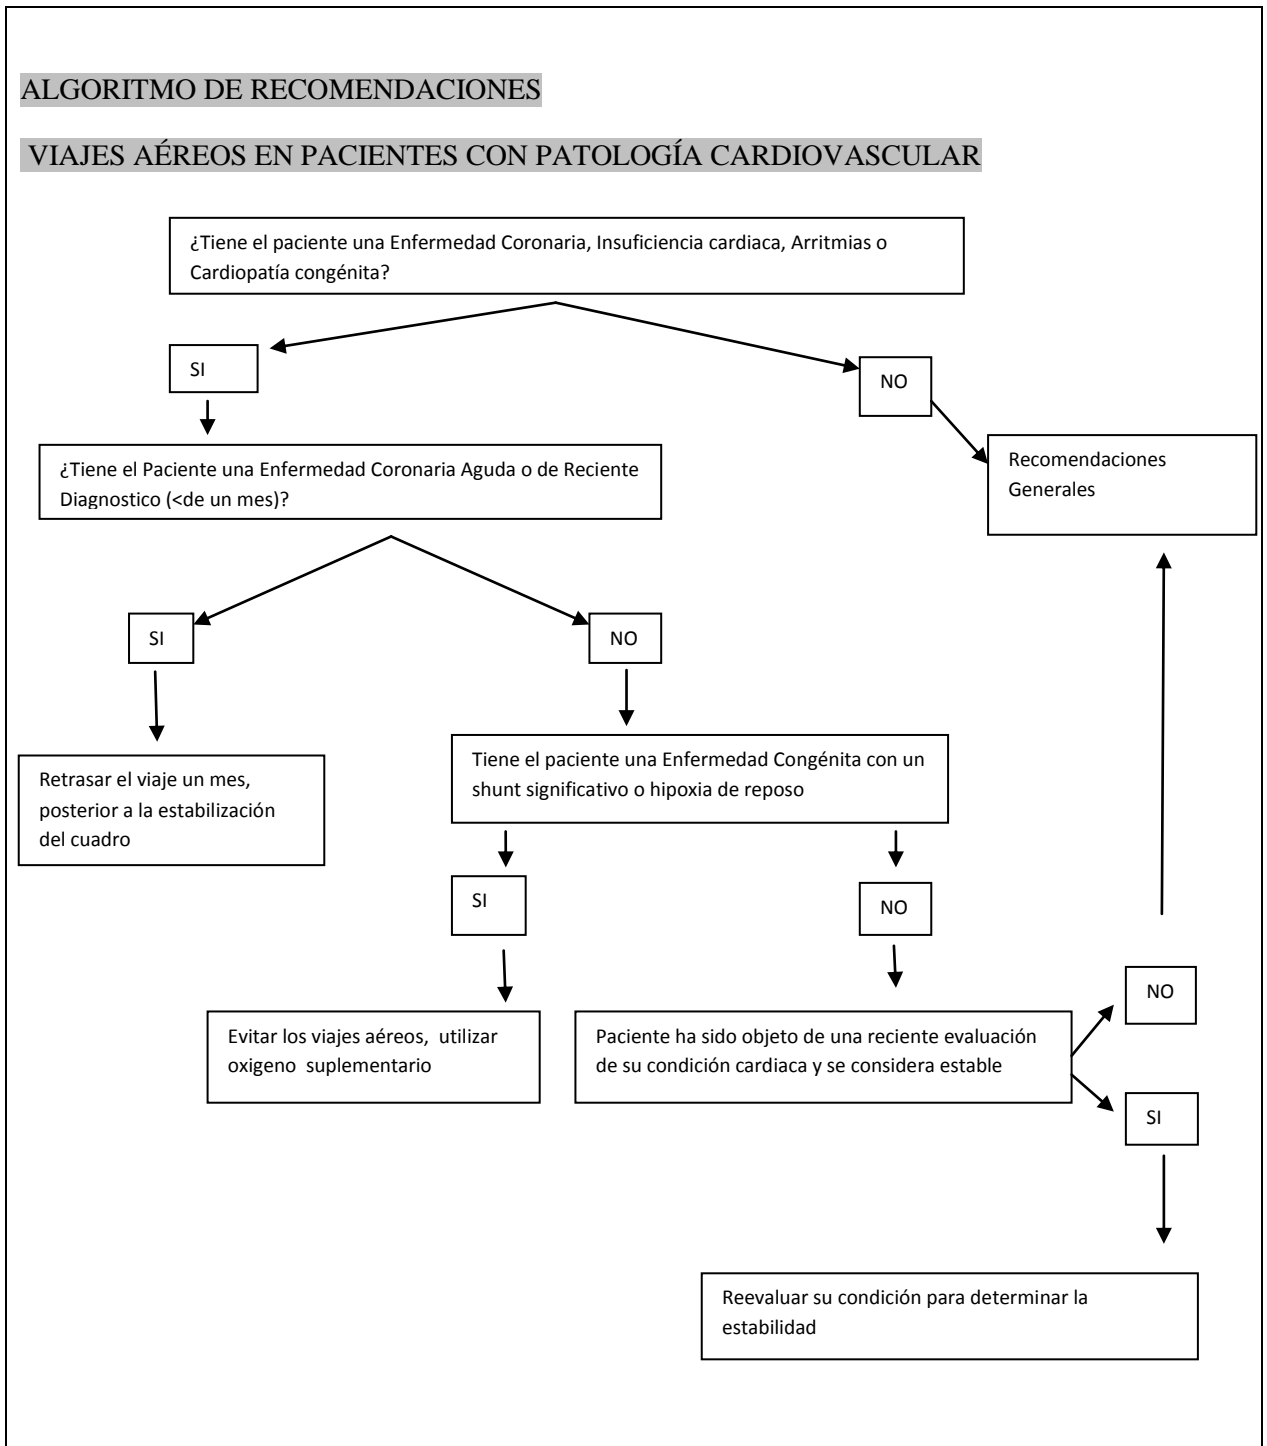 ALGORITMO DE RECOMENDACIONES
VIAJES AÉREOS EN PACIENTES CON PATOLOGÍA CARDIOVASCULAR
¿Tiene el paciente una Enfermedad Coronaria, Insuficiencia cardiaca, Arritmias o
Cardiopatía congénita?
SI
NO
Recomendaciones
Generales
¿Tiene el Paciente una Enfermedad Coronaria Aguda o de Reciente
Diagnostico (<de un mes)?
SI
NO
Retrasar el viaje un mes,
posterior a la estabilización
del cuadro
Tiene el paciente una Enfermedad Congénita con un
shunt significativo o hipoxia de reposo
SI
NO
Evitar los viajes aéreos, utilizar
oxigeno suplementario
Paciente ha sido objeto de una reciente evaluación
de su condición cardiaca y se considera estable
NO
SI
Reevaluar su condición para determinar la
estabilidad